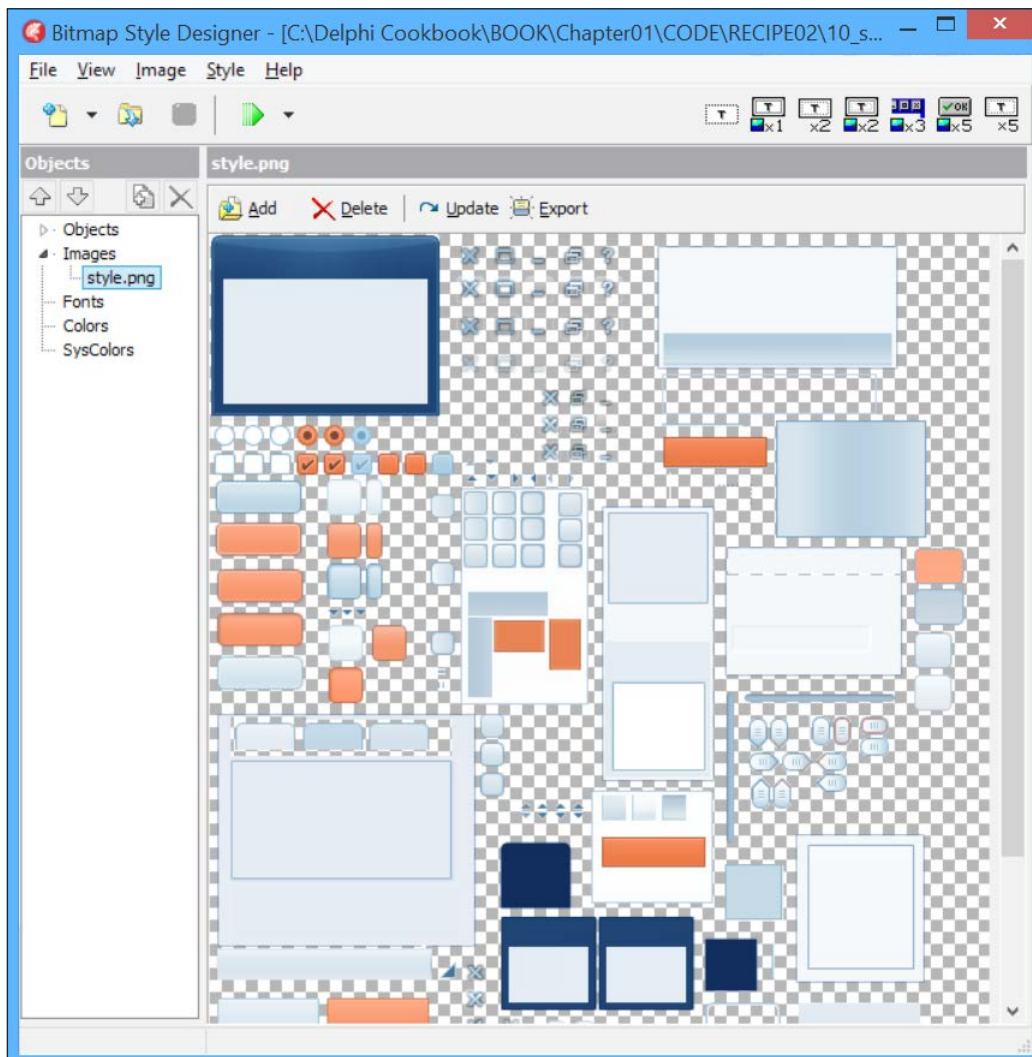 Bitmap Style Designer - [C:\Delphi Cookbook\BOOK\Chapter01\CODE\RECIPE02\10_s...
File View Image Style Help
T T x1 T x2 T x2 x3 OK x5 T x5
Objects style.png
Add Delete Update Export
Objects
Images
style.png
Fonts
Colors
SysColors